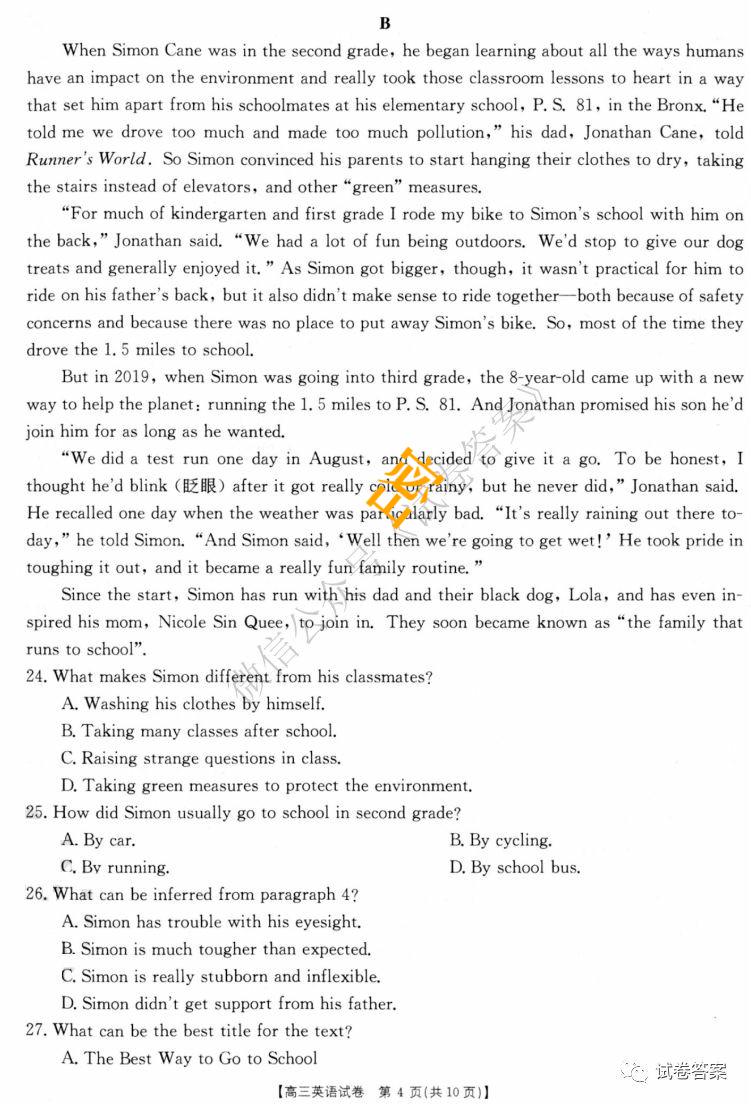 B
When Simon Cane was in the second grade, he began learning about all the ways humans
have an impact on the environment and really took those classroom lessons to heart in a way
that set him apart from his schoolmates at his elementary school, P. S. 81, in the Bronx. “He
told me we drove too much and made too much pollution,” his dad, Jonathan Cane, told
Runner's World. So Simon convinced his parents to start hanging their clothes to dry, taking
the stairs instead of elevators, and other “green” measures.
“For much of kindergarten and first grade I rode my bike to Simon's school with him on
the back,” Jonathan said. “We had a lot of fun being outdoors. We'd stop to give our dog
treats and generally enjoyed it.” As Simon got bigger, though, it wasn't practical for him to
ride on his father's back, but it also didn't make sense to ride together—both because of safety
concerns and because there was no place to put away Simon's bike. So, most of the time they
drove the 1. 5 miles to school.
But in 2019, when Simon was going into third grade, the 8-year-old came up with a new
way to help the planet: running the 1. 5 miles to P. S. 81. And Jonathan promised his son he'd
join him for as long as he wanted.
“We did a test run one day in August, and decided to give it a go. To be honest, I
thought he'd blink (眨眼) after it got really cold or rainy, but he never did,” Jonathan said.
He recalled one day when the weather was particularly bad. “It's really raining out there to-
day,” he told Simon. “And Simon said, ‘Well then we're going to get wet!’ He took pride in
toughing it out, and it became a really fun family routine.”
Since the start, Simon has run with his dad and their black dog, Lola, and has even in-
spired his mom, Nicole Sin Quee, to join in. They soon became known as “the family that
runs to school”.
24. What makes Simon different from his classmates?
A. Washing his clothes by himself.
B. Taking many classes after school.
C. Raising strange questions in class.
D. Taking green measures to protect the environment.
25. How did Simon usually go to school in second grade?
A. By car. B. By cycling.
C. By running. D. By school bus.
26. What can be inferred from paragraph 4?
A. Simon has trouble with his eyesight.
B. Simon is much tougher than expected.
C. Simon is really stubborn and inflexible.
D. Simon didn't get support from his father.
27. What can be the best title for the text?
A. The Best Way to Go to School
【高三英语试卷 第 4 页(共 10 页)】
密
微信公众号《试卷答案》
试卷答案